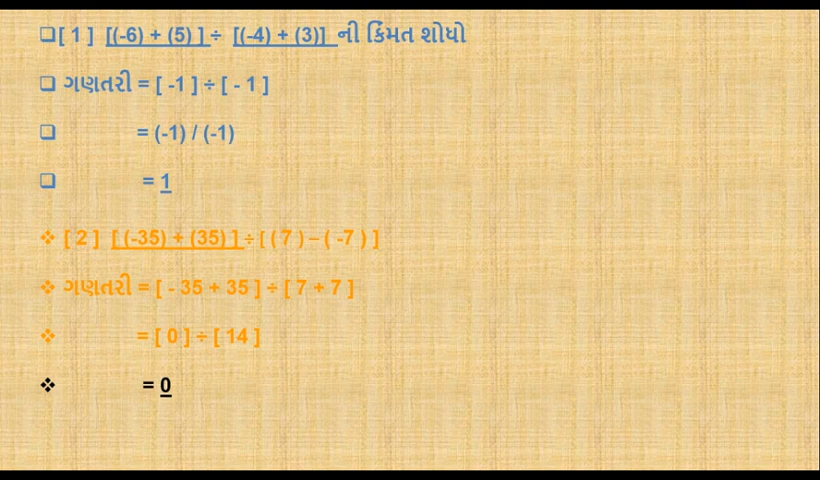 ❑[ 1 ] [(-6) + (5) ] ÷ [(-4) + (3)] ની કિંમત શોધો
❑ ગણતરી = [ -1 ] ÷ [ - 1 ]
❑ = (-1) / (-1)
❑ = 1
❖ [ 2 ] [ (-35) + (35) ] ÷ [ ( 7 ) – ( -7 ) ]
❖ ગણતરી = [ - 35 + 35 ] ÷ [ 7 + 7 ]
❖ = [ 0 ] ÷ [ 14 ]
❖ = 0